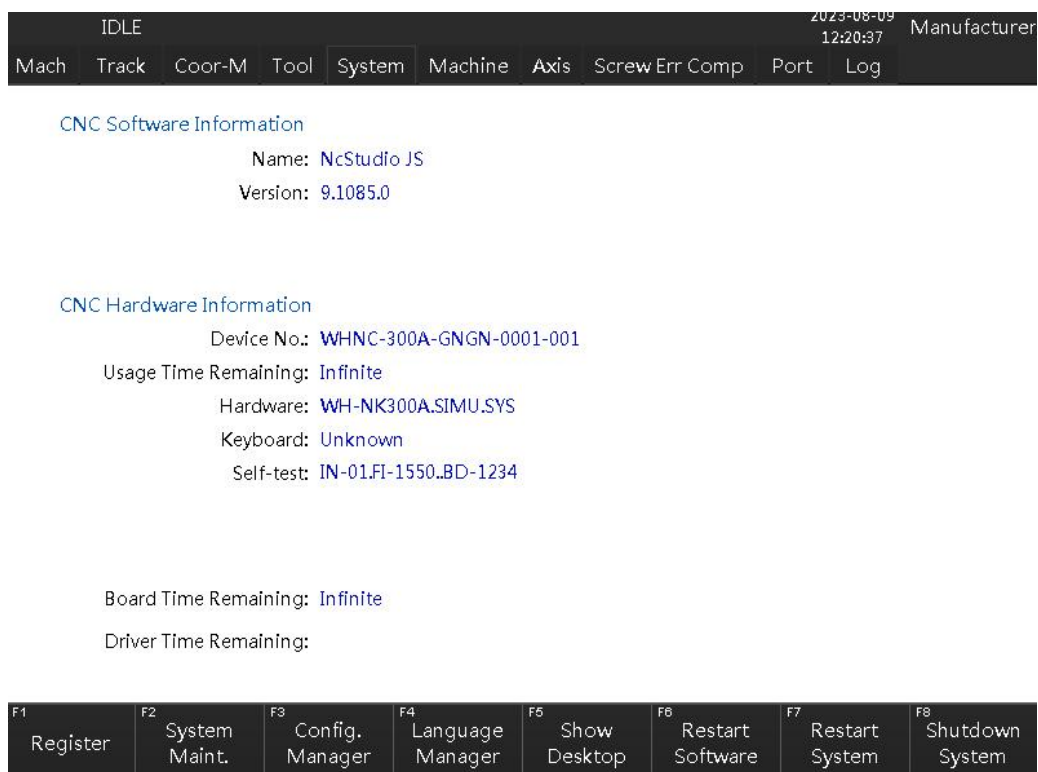 IDLE 2023-08-09 Manufacturer
12:20:37
Mach Track Coor-M Tool System Machine Axis Screw Err Comp Port Log
CNC Software Information
Name: NcStudio JS
Version: 9.1085.0
CNC Hardware Information
Device No.: WHNC-300A-GNGN-0001-001
Usage Time Remaining: Infinite
Hardware: WH-NK300A.SIMU.SYS
Keyboard: Unknown
Self-test: IN-01.FI-1550..BD-1234
Board Time Remaining: Infinite
Driver Time Remaining:
F1 Register F2 System Maint. F3 Config. Manager F4 Language Manager F5 Show Desktop F6 Restart Software F7 Restart System F8 Shutdown System